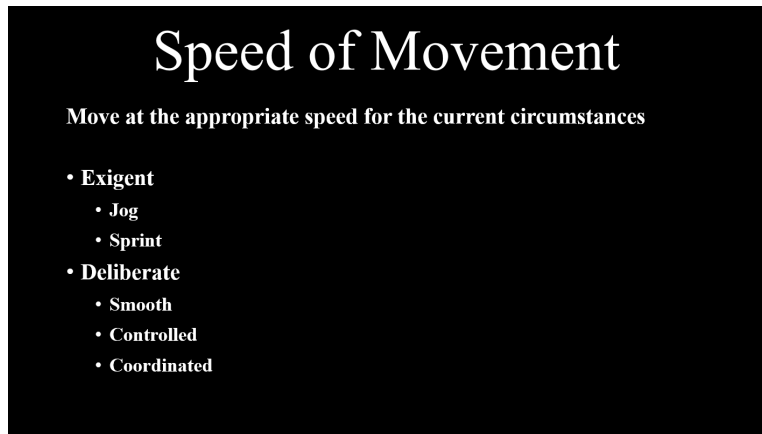 Speed of Movement
Move at the appropriate speed for the current circumstances
• Exigent
• Jog
• Sprint
• Deliberate
• Smooth
• Controlled
• Coordinated